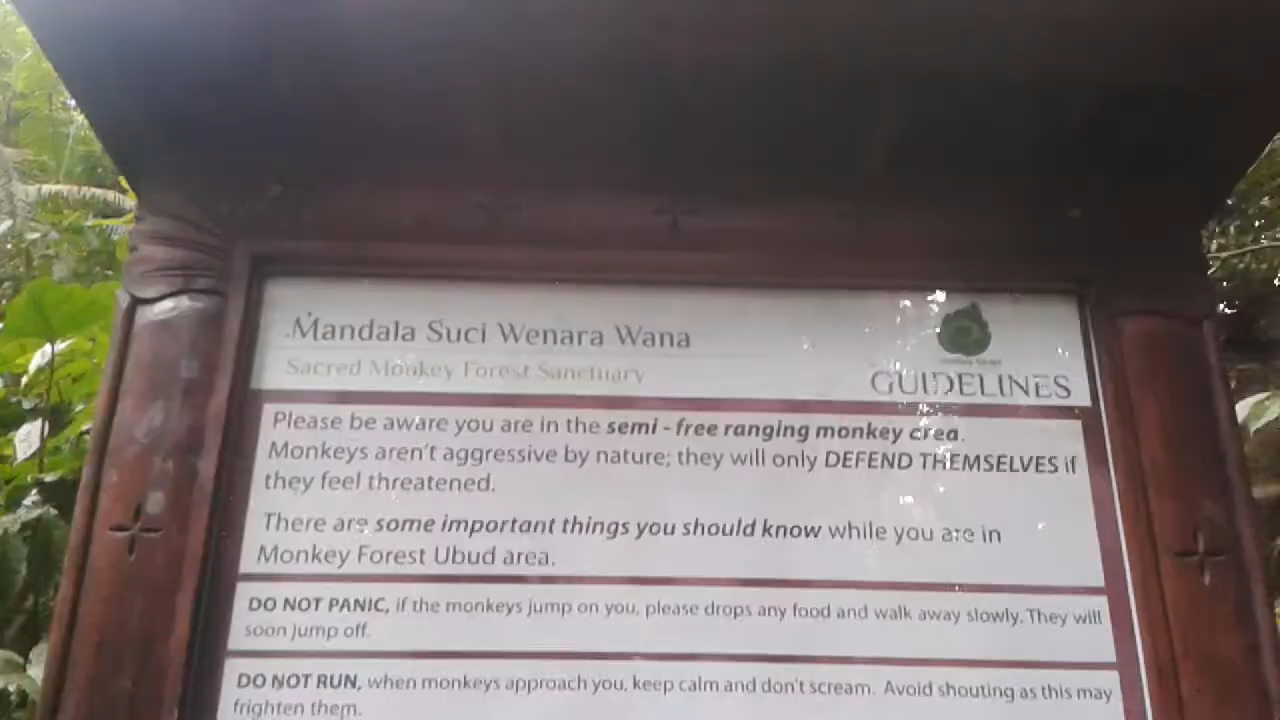 Mandala Suci Wenara Wana
Sacred Monkey Forest Sanctuary
GUIDELINES
Please be aware you are in the semi - free ranging monkey area.
Monkeys aren't aggressive by nature; they will only DEFEND THEMSELVES if
they feel threatened.
There are some important things you should know while you are in
Monkey Forest Ubud area.
DO NOT PANIC, if the monkeys jump on you, please drops any food and walk away slowly. They will
soon jump off.
DO NOT RUN, when monkeys approach you, keep calm and don't scream. Avoid shouting as this may
frighten them.